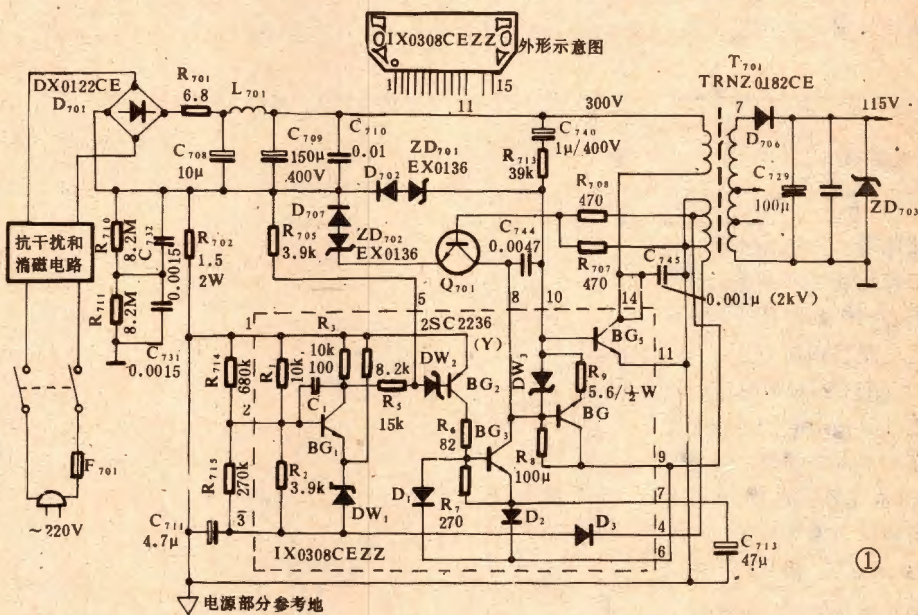 IX0308CEZZ
外形示意图
1
15
11
DX0122CE
D701
R701
6.8
L701
300V
T701
TRNZ0182CE
7
115V
C708
10μ
C709
150μ
400V
C710
0.01
ZD701
EX0136
D702
C740
1μ/400V
R713
39k
D706
C729
100μ
ZD703
抗干扰和
消磁电路
R710
8.2M
C732
0.0015
R702
1.5
2W
R705
3.9k
D707
ZD702
EX0136
Q701
C744
0.0047
R708
470
R707
470
C745
0.001μ (2kV)
R711
8.2M
C731
0.0015
5
8
10
14
1
2SC2236
(Y)
R714
680k
R1
10k
R3
10k
100
C1
8.2k
R5
15k
DW2
BG2
DW3
BG5
11
R9
5.6/½W
BG
2
BG1
R6
82
BG3
R8
100μ
9
F701
~220V
R715
270k
R2
3.9k
DW1
D1
R7
270
D2
7
C711
4.7μ
3
D3
4
6
C713
47μ
IX0308CEZZ
①
电源部分参考地